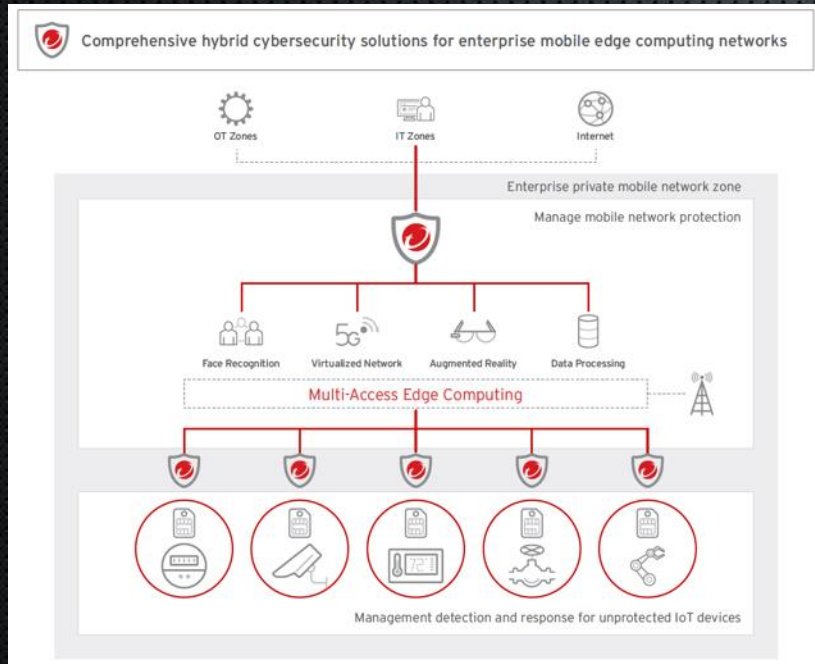 Comprehensive hybrid cybersecurity solutions for enterprise mobile edge computing networks
OT Zones
IT Zones
Internet
Enterprise private mobile network zone
Manage mobile network protection
5G
Face Recognition
Virtualized Network
Augmented Reality
Data Processing
Multi-Access Edge Computing
72°
Management detection and response for unprotected IoT devices